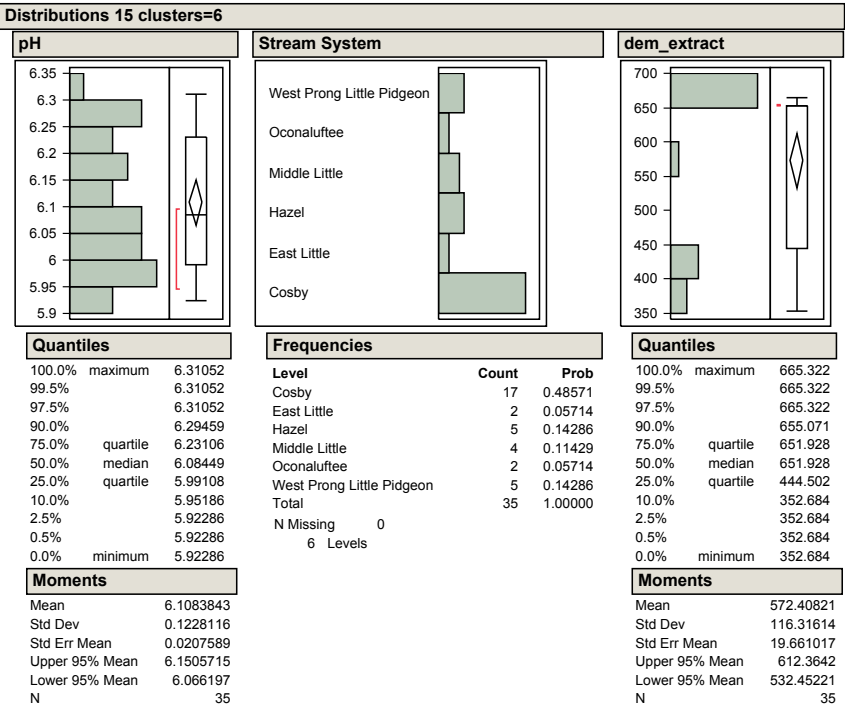 Distributions 15 clusters=6
pH
6.35
6.3
6.25
6.2
6.15
6.1
6.05
6
5.95
5.9
Quantiles
100.0% maximum 6.31052
99.5% 6.31052
97.5% 6.31052
90.0% 6.29459
75.0% quartile 6.23106
50.0% median 6.08449
25.0% quartile 5.99108
10.0% 5.95186
2.5% 5.92286
0.5% 5.92286
0.0% minimum 5.92286
Moments
Mean 6.1083843
Std Dev 0.1228116
Std Err Mean 0.0207589
Upper 95% Mean 6.1505715
Lower 95% Mean 6.066197
N 35
Stream System
West Prong Little Pidgeon
Oconaluftee
Middle Little
Hazel
East Little
Cosby
Frequencies
Level Count Prob
Cosby 17 0.48571
East Little 2 0.05714
Hazel 5 0.14286
Middle Little 4 0.11429
Oconaluftee 2 0.05714
West Prong Little Pidgeon 5 0.14286
Total 35 1.00000
N Missing 0
6 Levels
dem_extract
700
650
600
550
500
450
400
350
Quantiles
100.0% maximum 665.322
99.5% 665.322
97.5% 665.322
90.0% 655.071
75.0% quartile 651.928
50.0% median 651.928
25.0% quartile 444.502
10.0% 352.684
2.5% 352.684
0.5% 352.684
0.0% minimum 352.684
Moments
Mean 572.40821
Std Dev 116.31614
Std Err Mean 19.661017
Upper 95% Mean 612.3642
Lower 95% Mean 532.45221
N 35